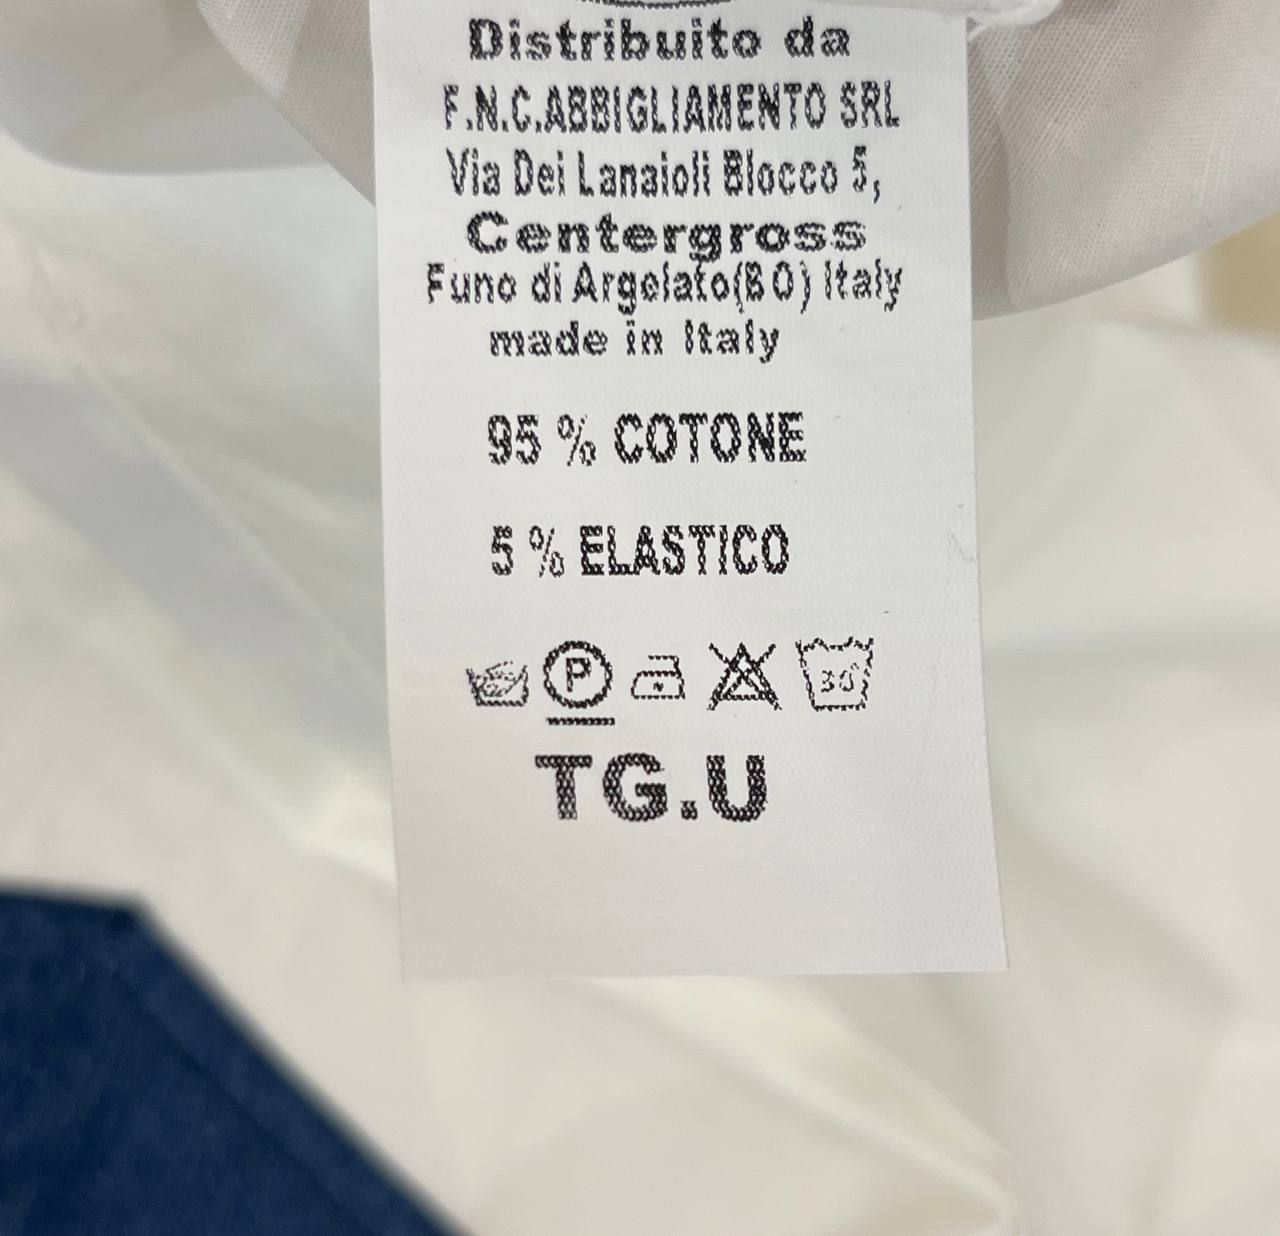 Distribuito da
F.N.C.ABBIGLIAMENTO SRL
Via Dei Lanaioli Blocco 5,
Centergross
Funo di Argelato(BO) Italy
made in Italy
95 % COTONE
5 % ELASTICO
P 30°
TG.U